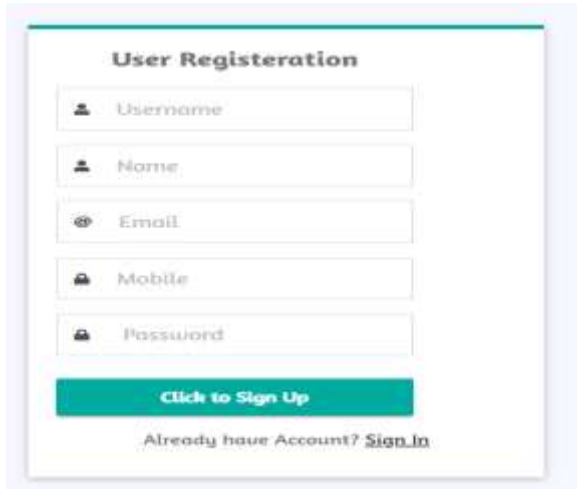 User Registeration
Username
Name
@ Email
Mobile
Password
Click to Sign Up
Already have Account? Sign In